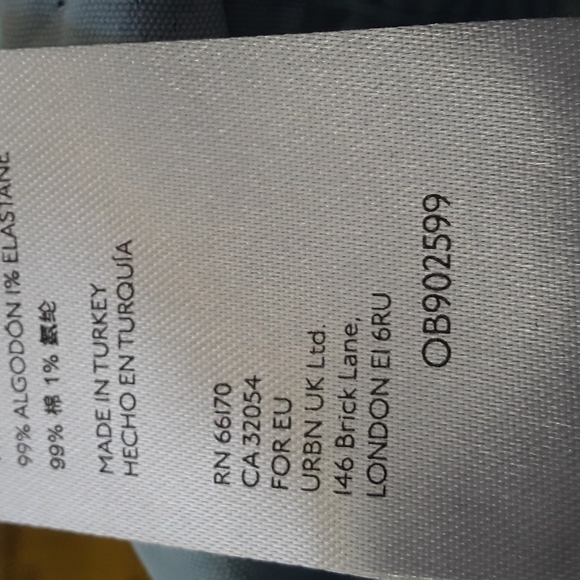 99% ALGODÓN 1% ELASTANE
99% 棉 1% 氨纶
MADE IN TURKEY
HECHO EN TURQUÍA
RN 66170
CA 32054
FOR EU
URBN UK Ltd.
146 Brick Lane,
LONDON E1 6RU
OB902599